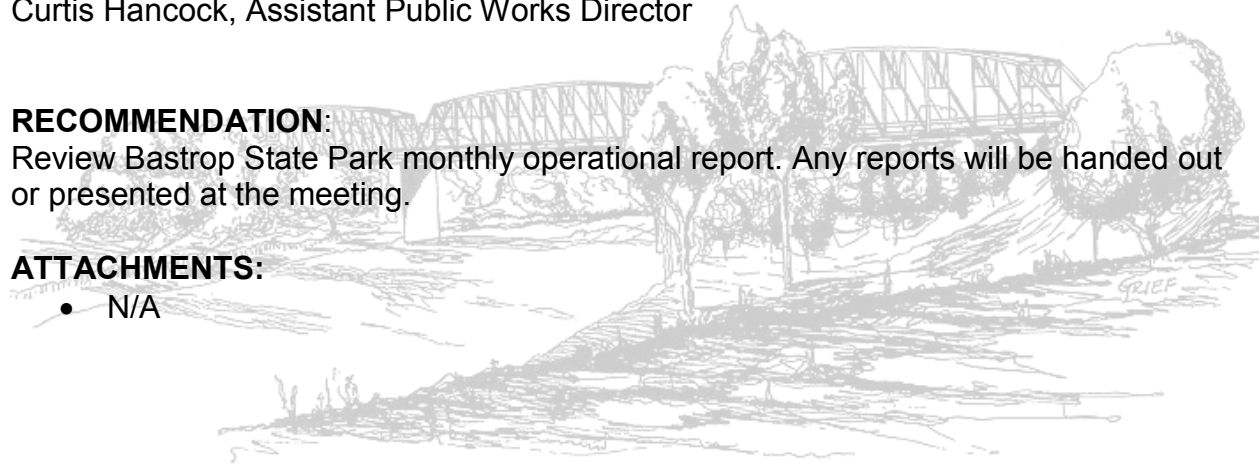 Curtis Hancock, Assistant Public Works Director
RECOMMENDATION:
Review Bastrop State Park monthly operational report. Any reports will be handed out
or presented at the meeting.
ATTACHMENTS:
• N/A
GRIEF